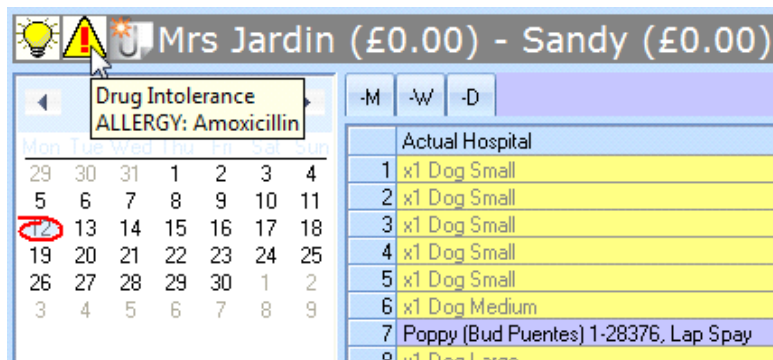 Mrs Jardin (£0.00) - Sandy (£0.00)
Drug Intolerance
ALLERGY: Amoxicillin
Mon Tue Wed Thu Fri Sat Sun
29 30 31 1 2 3 4
5 6 7 8 9 10 11
12 13 14 15 16 17 18
19 20 21 22 23 24 25
26 27 28 29 30 1 2
3 4 5 6 7 8 9
-M -W -D
Actual Hospital
1 x1 Dog Small
2 x1 Dog Small
3 x1 Dog Small
4 x1 Dog Small
5 x1 Dog Small
6 x1 Dog Medium
7 Poppy (Bud Puentes) 1-28376, Lap Spay
8 x1 Dog Large